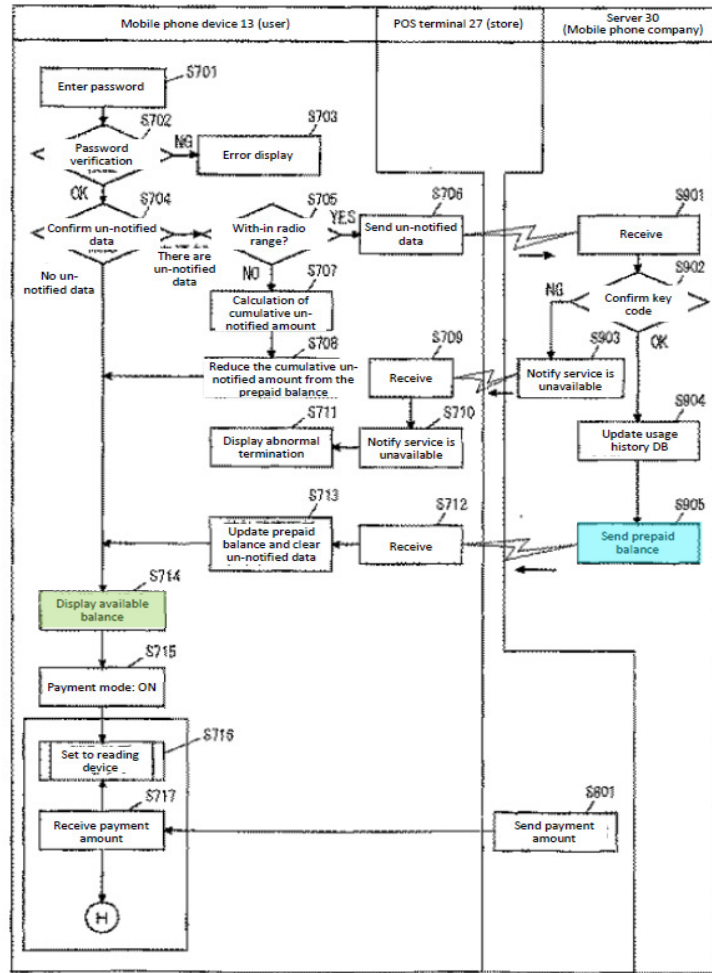 Mobile phone device 13 (user)
POS terminal 27 (store)
Server 30
(Mobile phone company)
S701
Enter password
S702
Password
verification
NG
S703
Error display
OK
S704
Confirm un-notified
data
There are
un-notified
data
No un-
notified data
S705
With-in radio
range?
YES
NO
S706
Send un-notified
data
S901
Receive
S902
Confirm key
code
NG
OK
S707
Calculation of
cumulative un-
notified amount
S708
Reduce the cumulative un-
notified amount from the
prepaid balance
S709
Receive
S903
Notify service is
unavailable
S710
Notify service is
unavailable
S711
Display abnormal
termination
S904
Update usage
history DB
S713
Update prepaid
balance and clear
un-notified data
S712
Receive
S905
Send prepaid
balance
S714
Display available
balance
S715
Payment mode: ON
S716
Set to reading
device
S717
Receive payment
amount
S801
Send payment
amount
H